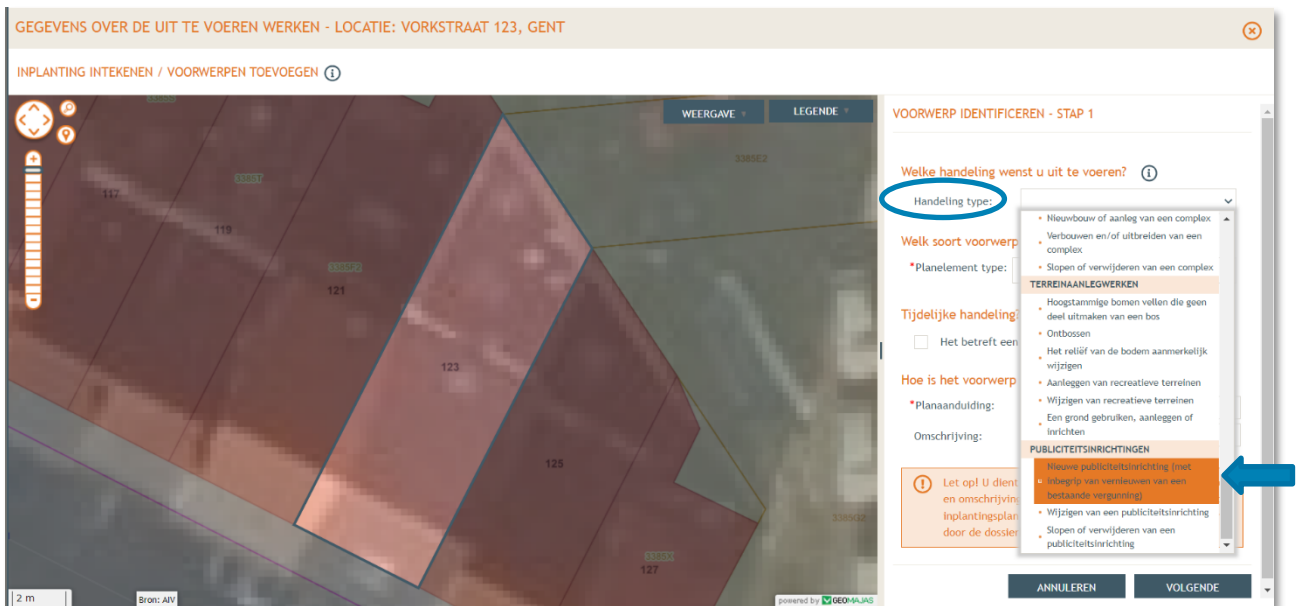 GEGEVENS OVER DE UIT TE VOEREN WERKEN - LOCATIE: VORKSTRAAT 123, GENT
INPLANTING INTEKENEN / VOORWERPEN TOEVOEGEN
WEERGAVE
LEGENDE
3385E2
3385T
117
119
3385F2
121
123
125
3385G2
3385X
127
2 m
Bron: AIV
powered by GEOMAJAS
VOORWERP IDENTIFICEREN - STAP 1
Welke handeling wenst u uit te voeren?
Handeling type:
Welk soort voorwerp
*Planelement type:
Tijdelijke handeling?
Het betreft een
Hoe is het voorwerp
*Planaanduiding:
Omschrijving:
Let op! U dient
en omschrijving
inplantingsplan
door de dossier
• Nieuwbouw of aanleg van een complex
• Verbouwen en/of uitbreiden van een
complex
• Slopen of verwijderen van een complex
TERREINAANLEGWERKEN
• Hoogstammige bomen vellen die geen
deel uitmaken van een bos
• Ontbossen
• Het reliëf van de bodem aanmerkelijk
wijzigen
• Aanleggen van recreatieve terreinen
• Wijzigen van recreatieve terreinen
• Een grond gebruiken, aanleggen of
inrichten
PUBLICITEITSINRICHTINGEN
Nieuwe publiciteitsinrichting (met
inbegrip van vernieuwen van een
bestaande vergunning)
• Wijzigen van een publiciteitsinrichting
• Slopen of verwijderen van een
publiciteitsinrichting
ANNULEREN
VOLGENDE